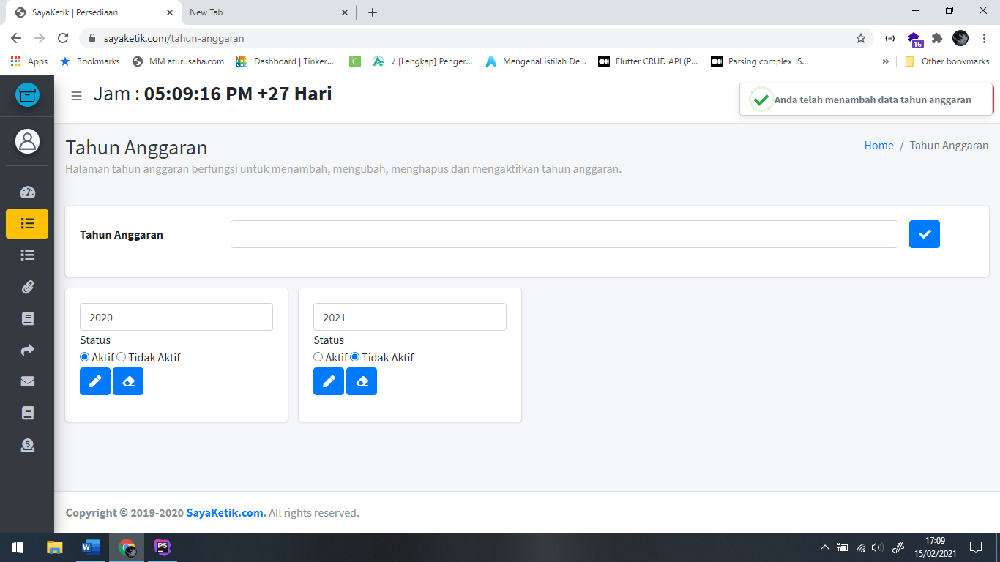 SayaKetik | Persediaan
New Tab
sayaketik.com/tahun-anggaran
16
Apps
Bookmarks
MM aturusaha.com
Dashboard | Tinker...
C
√ [Lengkap] Penger...
Mengenal istilah De...
Flutter CRUD API (P...
Parsing complex JS...
»
Other bookmarks
Jam : 05:09:16 PM +27 Hari
Anda telah menambah data tahun anggaran
Tahun Anggaran
Home / Tahun Anggaran
Halaman tahun anggaran berfungsi untuk menambah, mengubah, menghapus dan mengaktifkan tahun anggaran.
Tahun Anggaran
2020
Status
Aktif Tidak Aktif
2021
Status
Aktif Tidak Aktif
Copyright © 2019-2020 SayaKetik.com. All rights reserved.
W
PS
17:09
15/02/2021